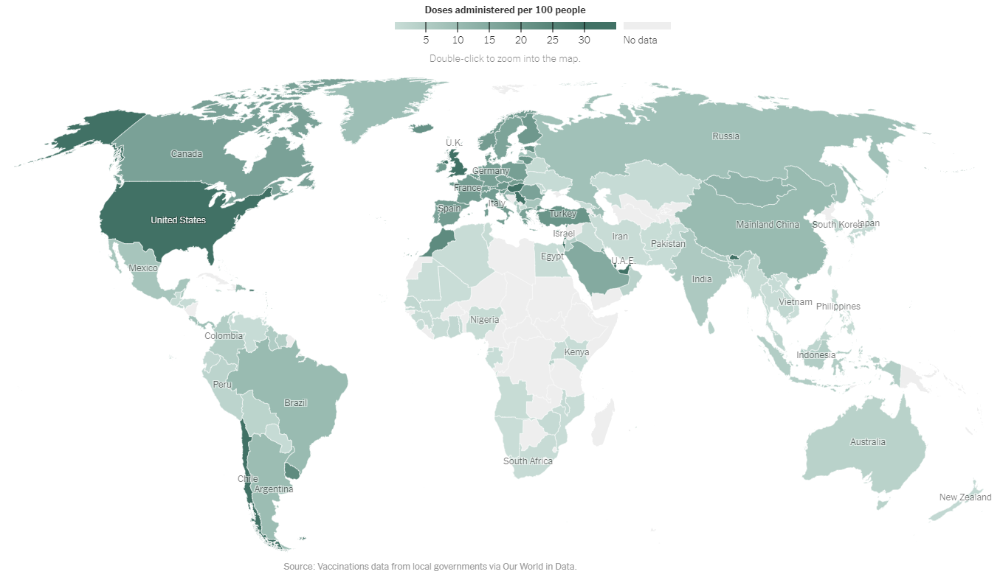 Doses administered per 100 people
5 10 15 20 25 30 No data
Double-click to zoom into the map.
Russia
U.K.
Canada
Germany
France
Italy
Spain
Turkey
United States
Mainland China
South Korea
Japan
Israel
Iran
Pakistan
Egypt
U.A.E.
Mexico
India
Vietnam
Philippines
Nigeria
Colombia
Kenya
Indonesia
Peru
Brazil
Australia
South Africa
Chile
Argentina
New Zealand
Source: Vaccinations data from local governments via Our World in Data.